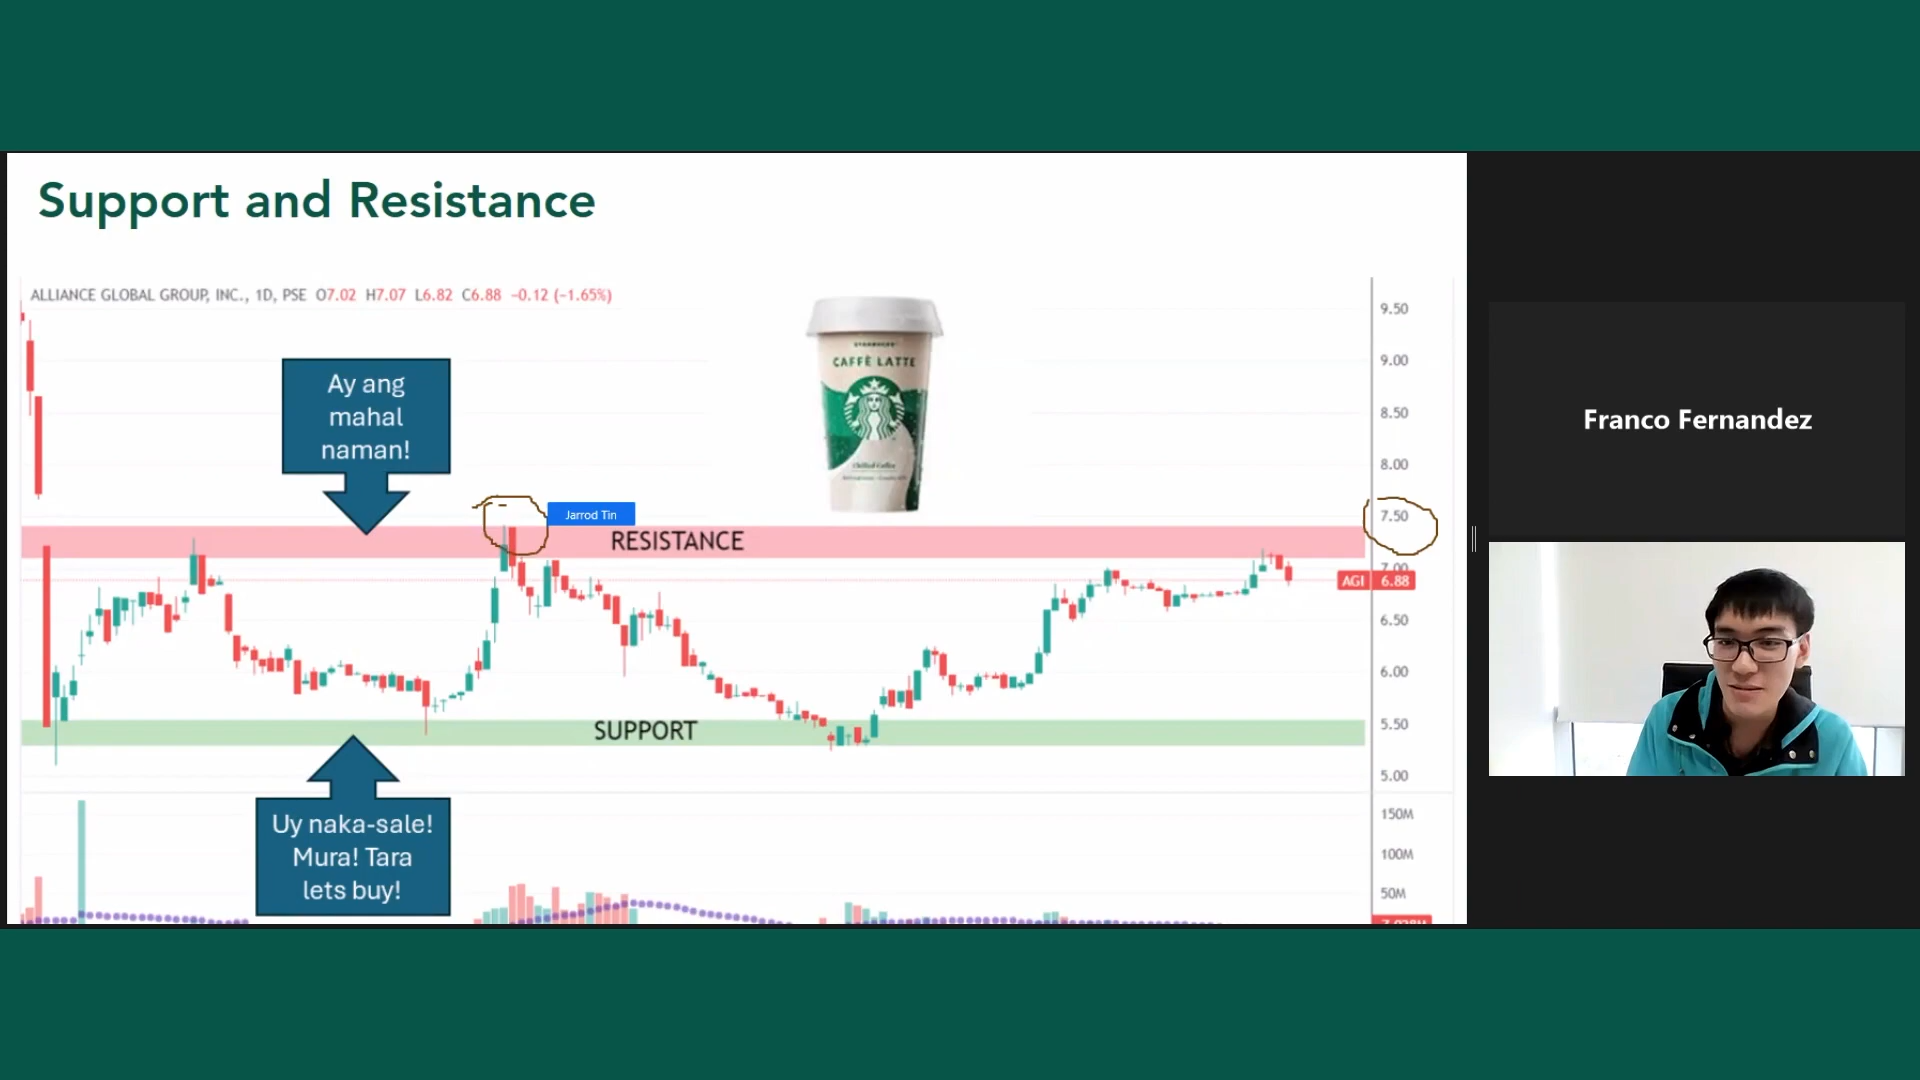 Support and Resistance
ALLIANCE GLOBAL GROUP, INC., 1D, PSE O7.02 H7.07 L6.82 C6.88 −0.12 (−1.65%)
9.50
9.00
8.50
8.00
7.50
7.00
6.50
6.00
5.50
5.00
150M
100M
50M
AGI 6.88
Ay ang
mahal
naman!
CAFFÈ LATTE
Jarrod Tin
RESISTANCE
SUPPORT
Uy naka-sale!
Mura! Tara
lets buy!
Franco Fernandez